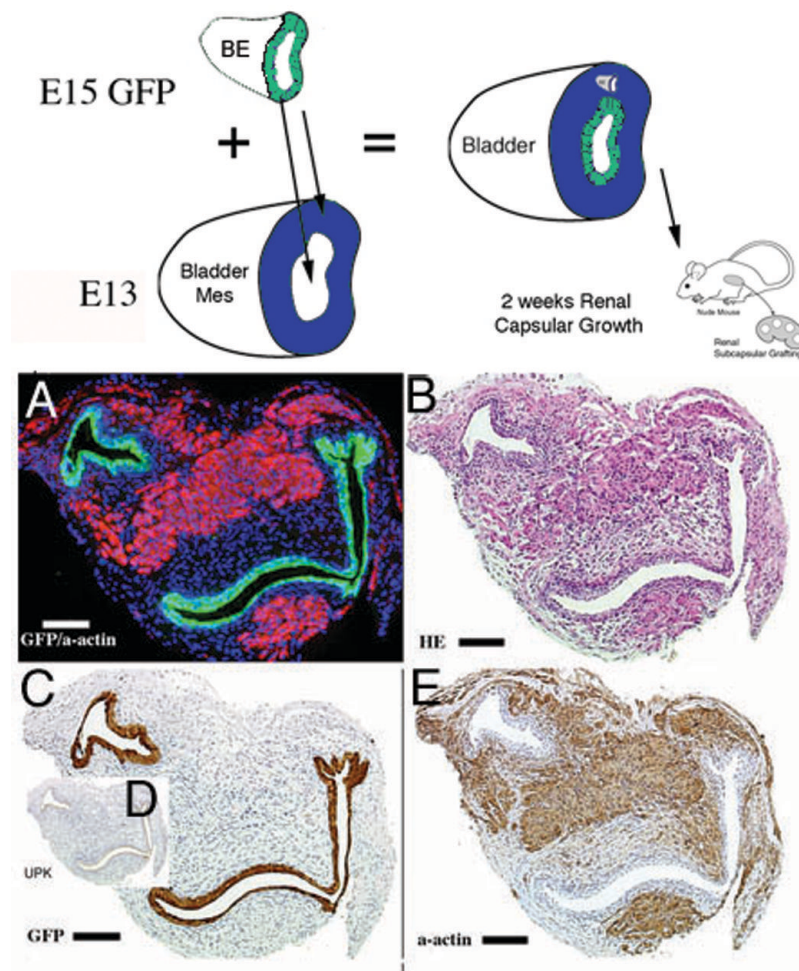 BE
E15 GFP
+
=
Bladder
Bladder
Mes
E13
2 weeks Renal
Capsular Growth
Nude Mouse
Renal
Subcapsular Grafting
A
GFP/a-actin
B
HE
C
D
UPK
GFP
E
a-actin